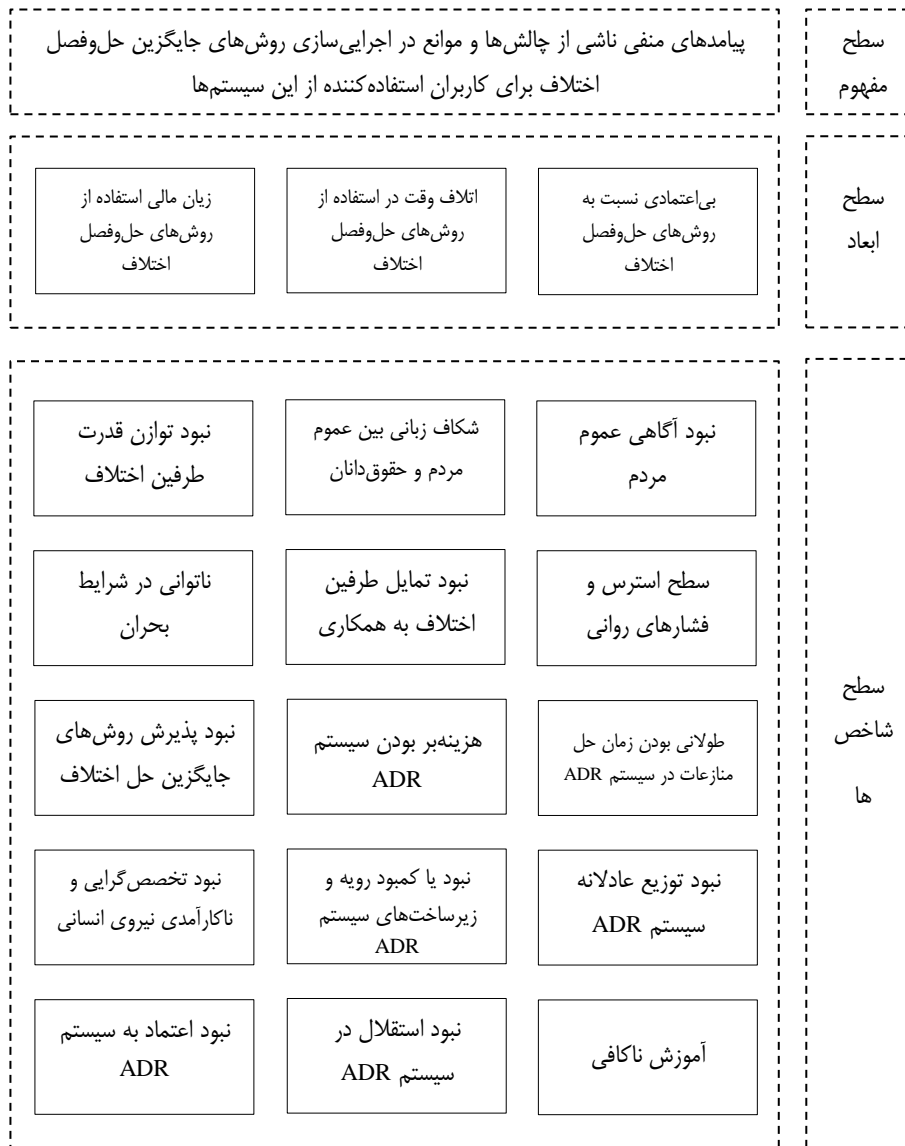 سطح
مفهوم
پیامدهای منفی ناشی از چالش‌ها و موانع در اجرایی‌سازی روش‌های جایگزین حل‌وفصل
اختلاف برای کاربران استفاده‌کننده از این سیستم‌ها
سطح
ابعاد
بی‌اعتمادی نسبت به
روش‌های حل‌وفصل
اختلاف
اتلاف وقت در استفاده از
روش‌های حل‌وفصل
اختلاف
زیان مالی استفاده از
روش‌های حل‌وفصل
اختلاف
سطح
شاخص
ها
نبود آگاهی عموم
مردم
شکاف زبانی بین عموم
مردم و حقوق‌دانان
نبود توازن قدرت
طرفین اختلاف
سطح استرس و
فشارهای روانی
نبود تمایل طرفین
اختلاف به همکاری
ناتوانی در شرایط
بحران
طولانی بودن زمان حل
منازعات در سیستم ADR
هزینه‌بر بودن سیستم
ADR
نبود پذیرش روش‌های
جایگزین حل اختلاف
نبود توزیع عادلانه
سیستم ADR
نبود یا کمبود رویه و
زیرساخت‌های سیستم
ADR
نبود تخصص‌گرایی و
ناکارآمدی نیروی انسانی
آموزش ناکافی
نبود استقلال در
سیستم ADR
نبود اعتماد به سیستم
ADR